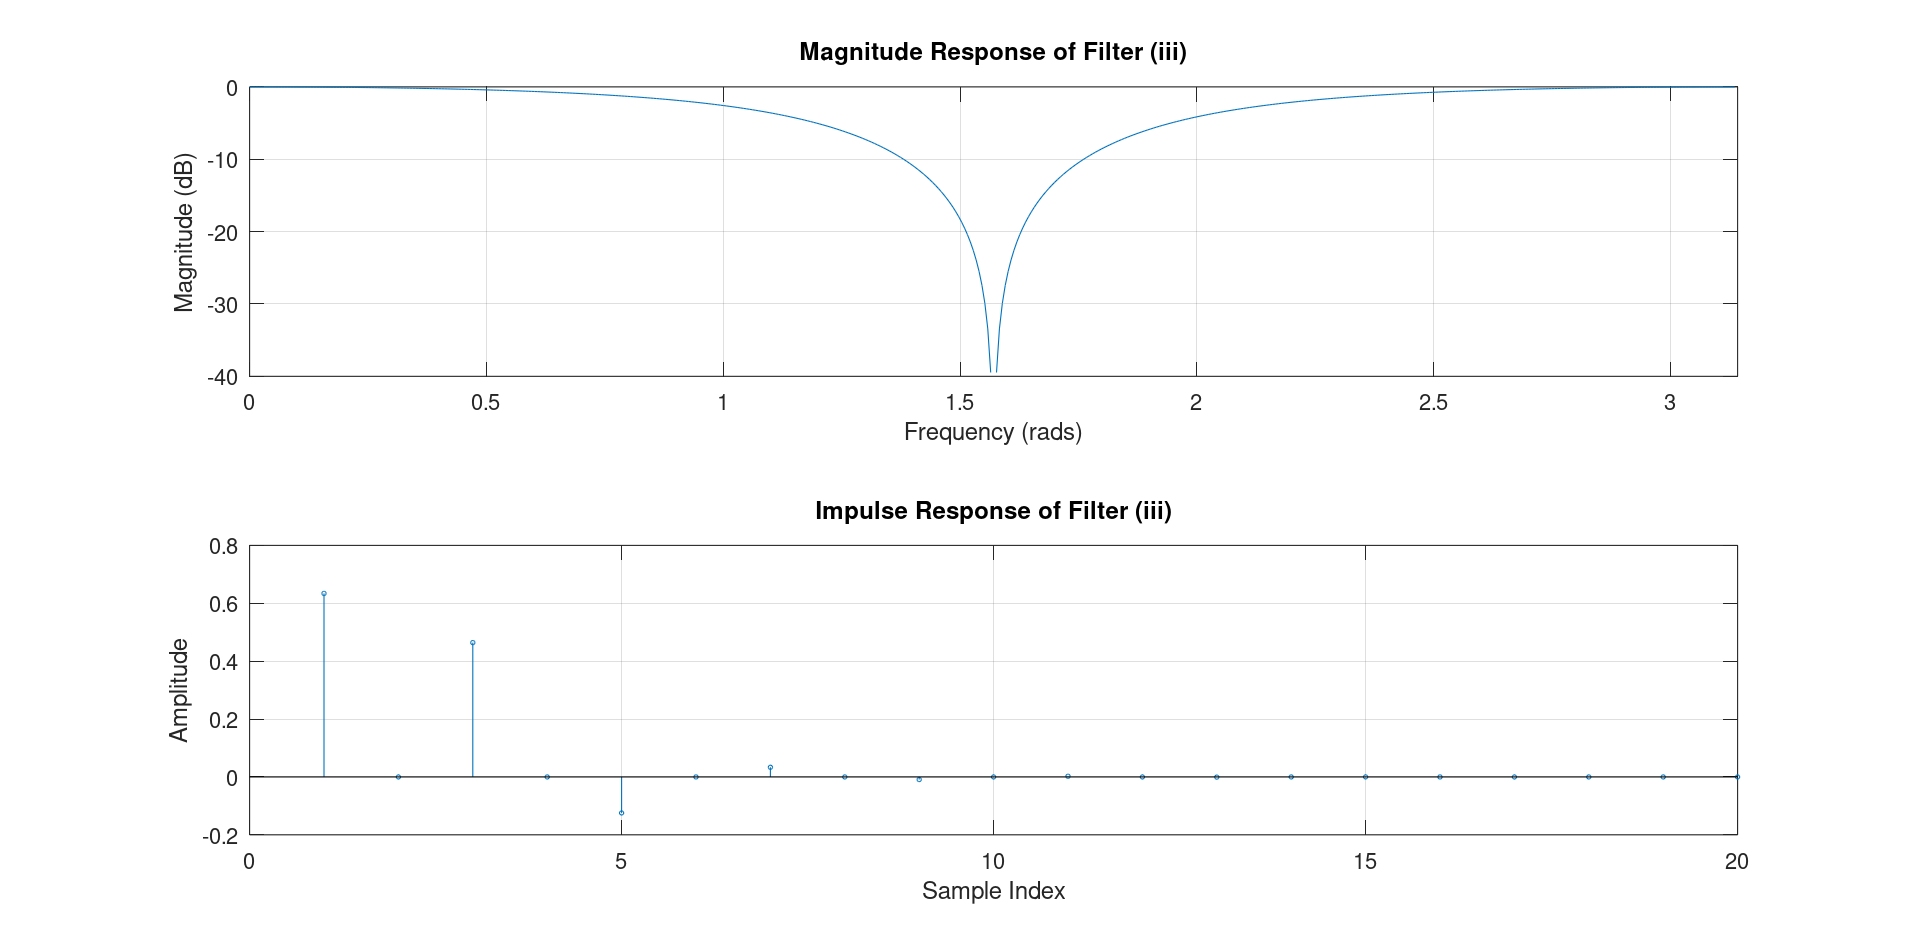 Magnitude Response of Filter (iii)
0
-10
-20
-30
-40
Magnitude (dB)
0 0.5 1 1.5 2 2.5 3
Frequency (rads)
Impulse Response of Filter (iii)
0.8
0.6
0.4
0.2
0
-0.2
Amplitude
0 5 10 15 20
Sample Index